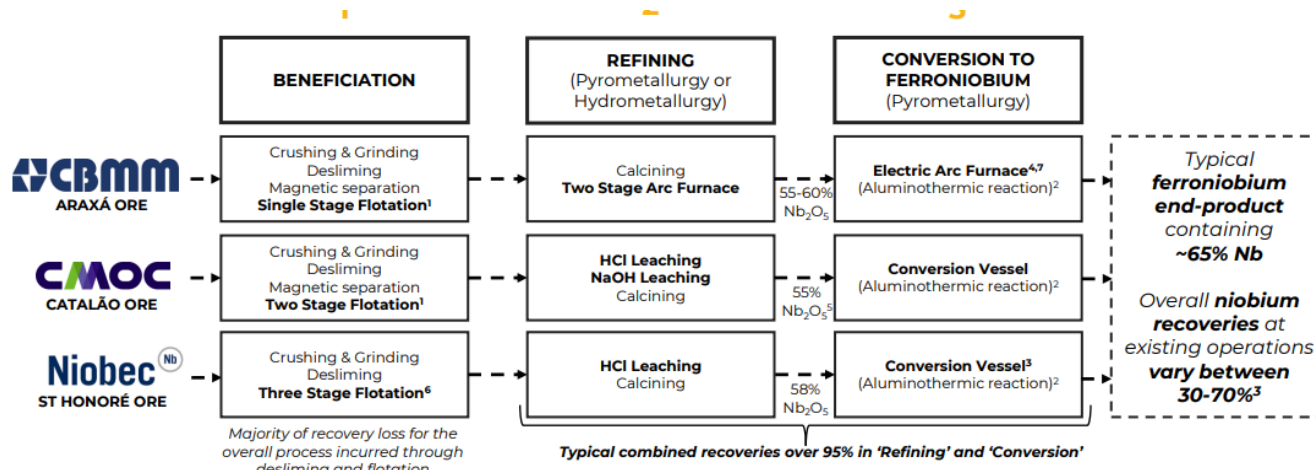 1
2
3
BENEFICIATION
REFINING
(Pyrometallurgy or
Hydrometallurgy)
CONVERSION TO
FERRONIOBIUM
(Pyrometallurgy)
CBMM
ARAXÁ ORE
Crushing & Grinding
Desliming
Magnetic separation
Single Stage Flotation¹
Calcining
Two Stage Arc Furnace
55-60%
Nb₂O₅
Electric Arc Furnace⁴,⁷
(Aluminothermic reaction)²
CMOC
CATALÃO ORE
Crushing & Grinding
Desliming
Magnetic separation
Two Stage Flotation¹
HCl Leaching
NaOH Leaching
Calcining
55%
Nb₂O₅⁵
Conversion Vessel
(Aluminothermic reaction)²
Niobec Nb
ST HONORÉ ORE
Crushing & Grinding
Desliming
Three Stage Flotation⁶
HCl Leaching
Calcining
58%
Nb₂O₅
Conversion Vessel³
(Aluminothermic reaction)²
Typical
ferroniobium
end-product
containing
~65% Nb
Overall niobium
recoveries at
existing operations
vary between
30-70%³
Majority of recovery loss for the
overall process incurred through
desliming and flotation
Typical combined recoveries over 95% in ‘Refining’ and ‘Conversion’